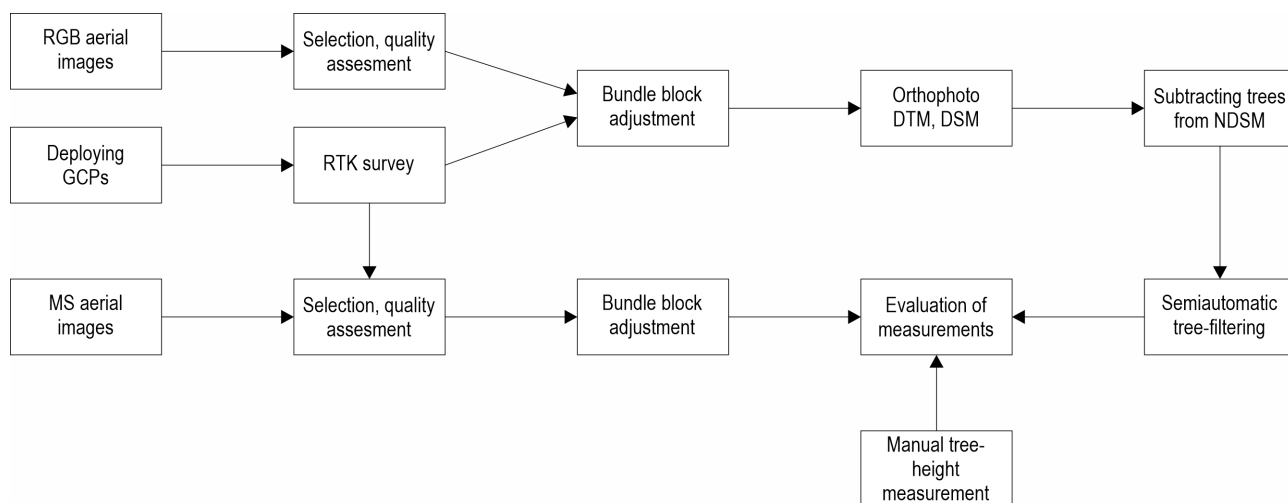 RGB aerial
images
Selection, quality
assesment
Bundle block
adjustment
Orthophoto
DTM, DSM
Subtracting trees
from NDSM
Deploying
GCPs
RTK survey
MS aerial
images
Selection, quality
assesment
Bundle block
adjustment
Evaluation of
measurements
Semiautomatic
tree-filtering
Manual tree-
height
measurement